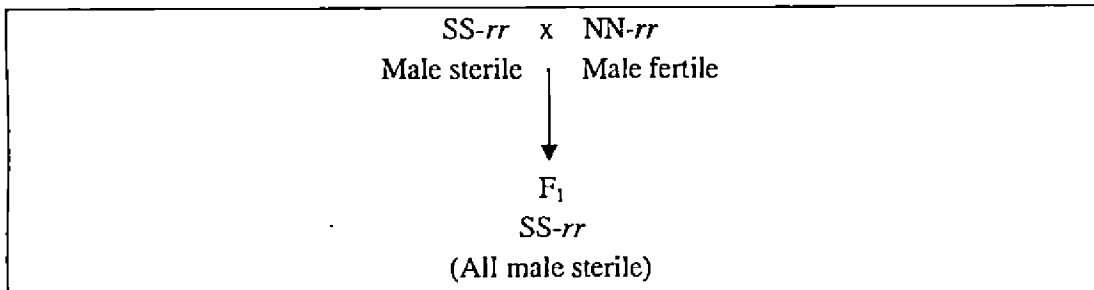 SS-rr x NN-rr
Male sterile Male fertile
F₁
SS-rr
(All male sterile)